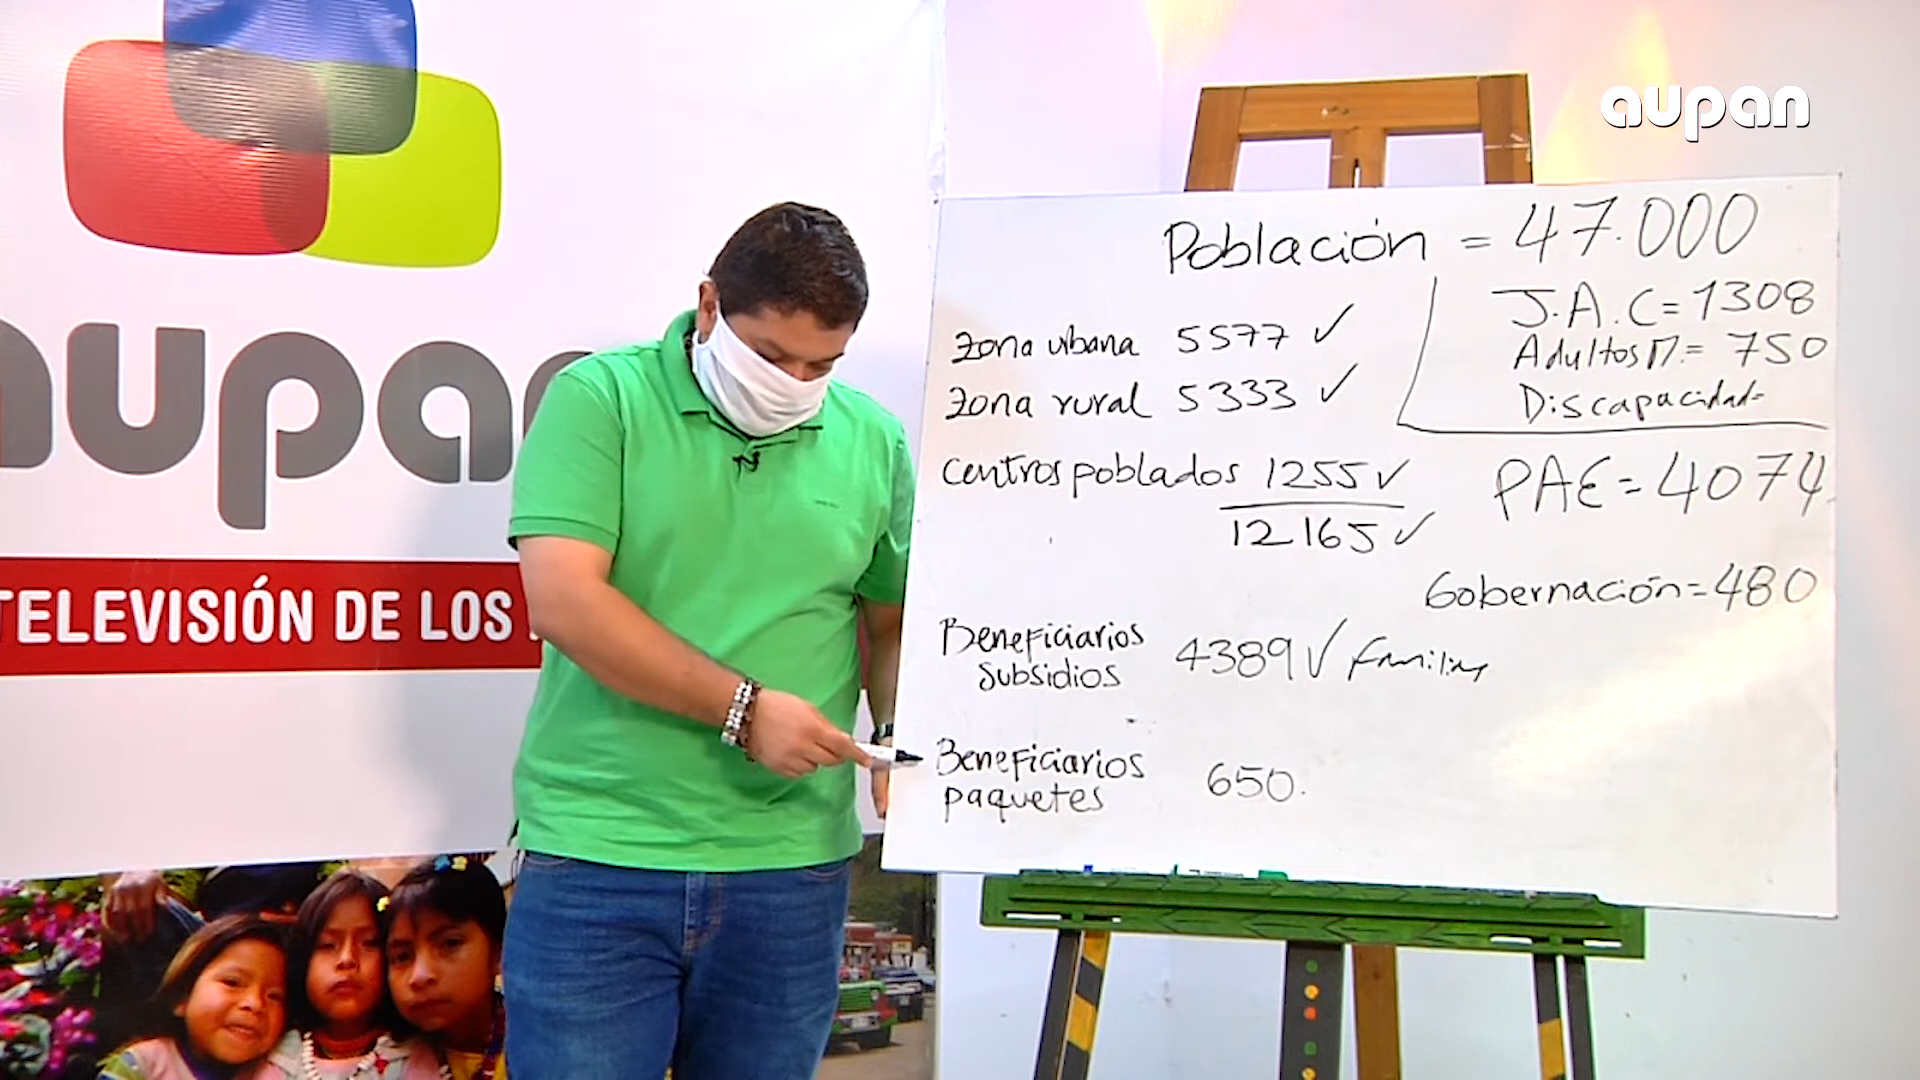 aupan
aupan
TELEVISIÓN DE LOS
Población = 47.000
zona urbana 5577 ✓
zona rural 5333 ✓
centros poblados 1255 ✓
12165 ✓
J.A.C = 1308
Adultos M. = 750
Discapacidad
PAE = 4074
Gobernación = 480
Beneficiarios
subsidios 4389 ✓ familias
Beneficiarios
paquetes 650.